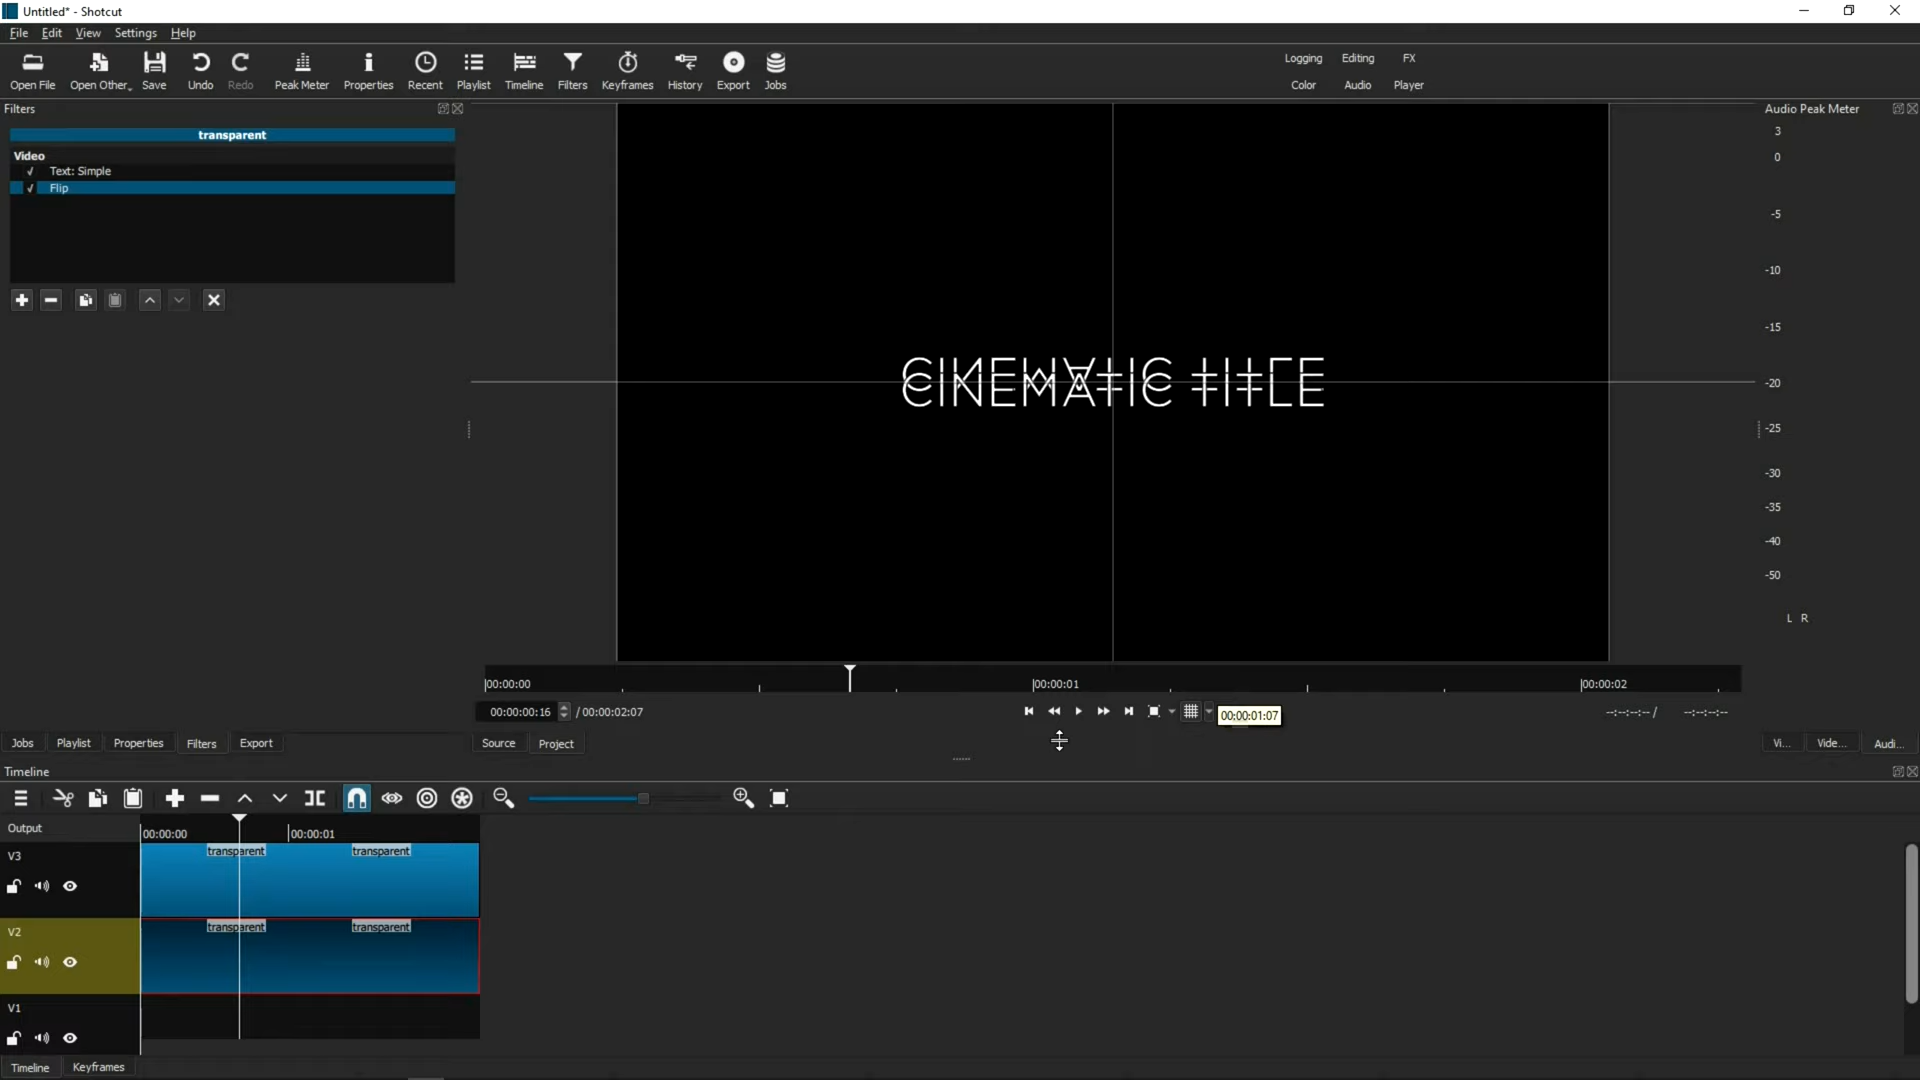 Untitled* - Shotcut
File Edit View Settings Help
Open File Open Other... Save Undo Redo Peak Meter Properties Recent Playlist Timeline Filters Keyframes History Export Jobs
Logging Editing FX
Color Audio Player
Filters
transparent
Video
√ Text: Simple
√ Flip
CINEMATIC TITLE
Audio Peak Meter
3
0
-5
-10
-15
-20
-25
-30
-35
-40
-50
L R
00:00:00 00:00:01 00:00:02
00:00:00:16 / 00:00:02:07
00:00:01:07
--:--:--:-- / --:--:--:--
Jobs Playlist Properties Filters Export
Source Project
Vi... Vide... Audi...
Timeline
Output
00:00:00 00:00:01
V3
transparent transparent
V2
transparent transparent
V1
Timeline Keyframes